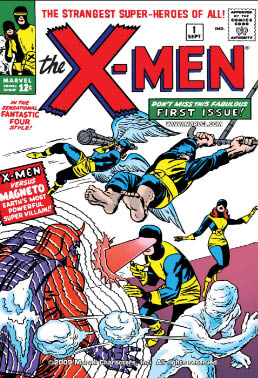 THE STRANGEST SUPER-HEROES OF ALL!
1
SEPT.
IND.
APPROVED
BY THE
COMICS
CODE
AUTHORITY
the X-MEN
MARVEL
COMICS
GROUP 12¢
IN THE
SENSATIONAL
FANTASTIC
FOUR
STYLE!
DON'T MISS THIS FABULOUS
FIRST ISSUE!
X-MEN
VERSUS
MAGNETO
EARTH'S MOST
POWERFUL
SUPER VILLAIN!!
©2009 Marvel Characters, Inc. All rights reserved.